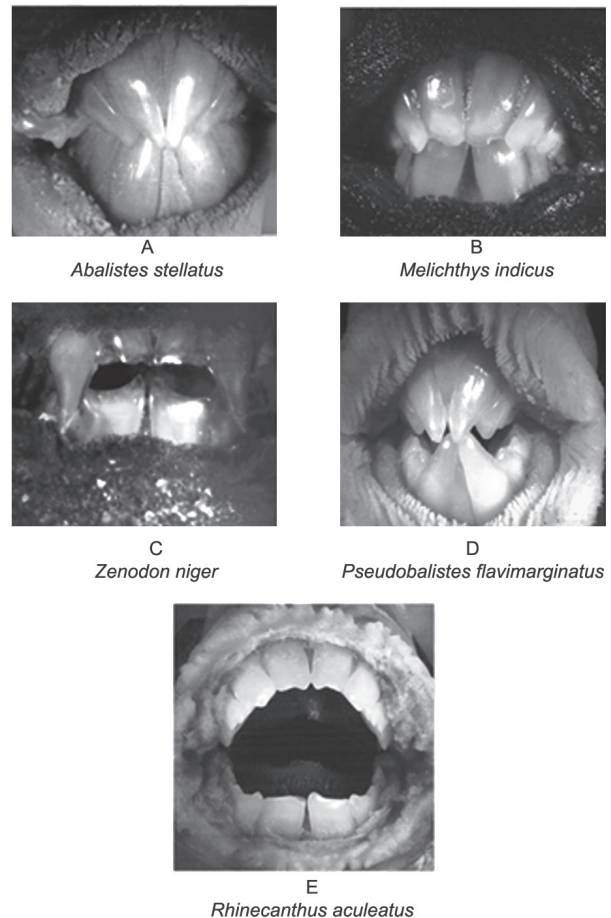 A
Abalistes stellatus
B
Melichthys indicus
C
Zenodon niger
D
Pseudobalistes flavimarginatus
E
Rhinecanthus aculeatus